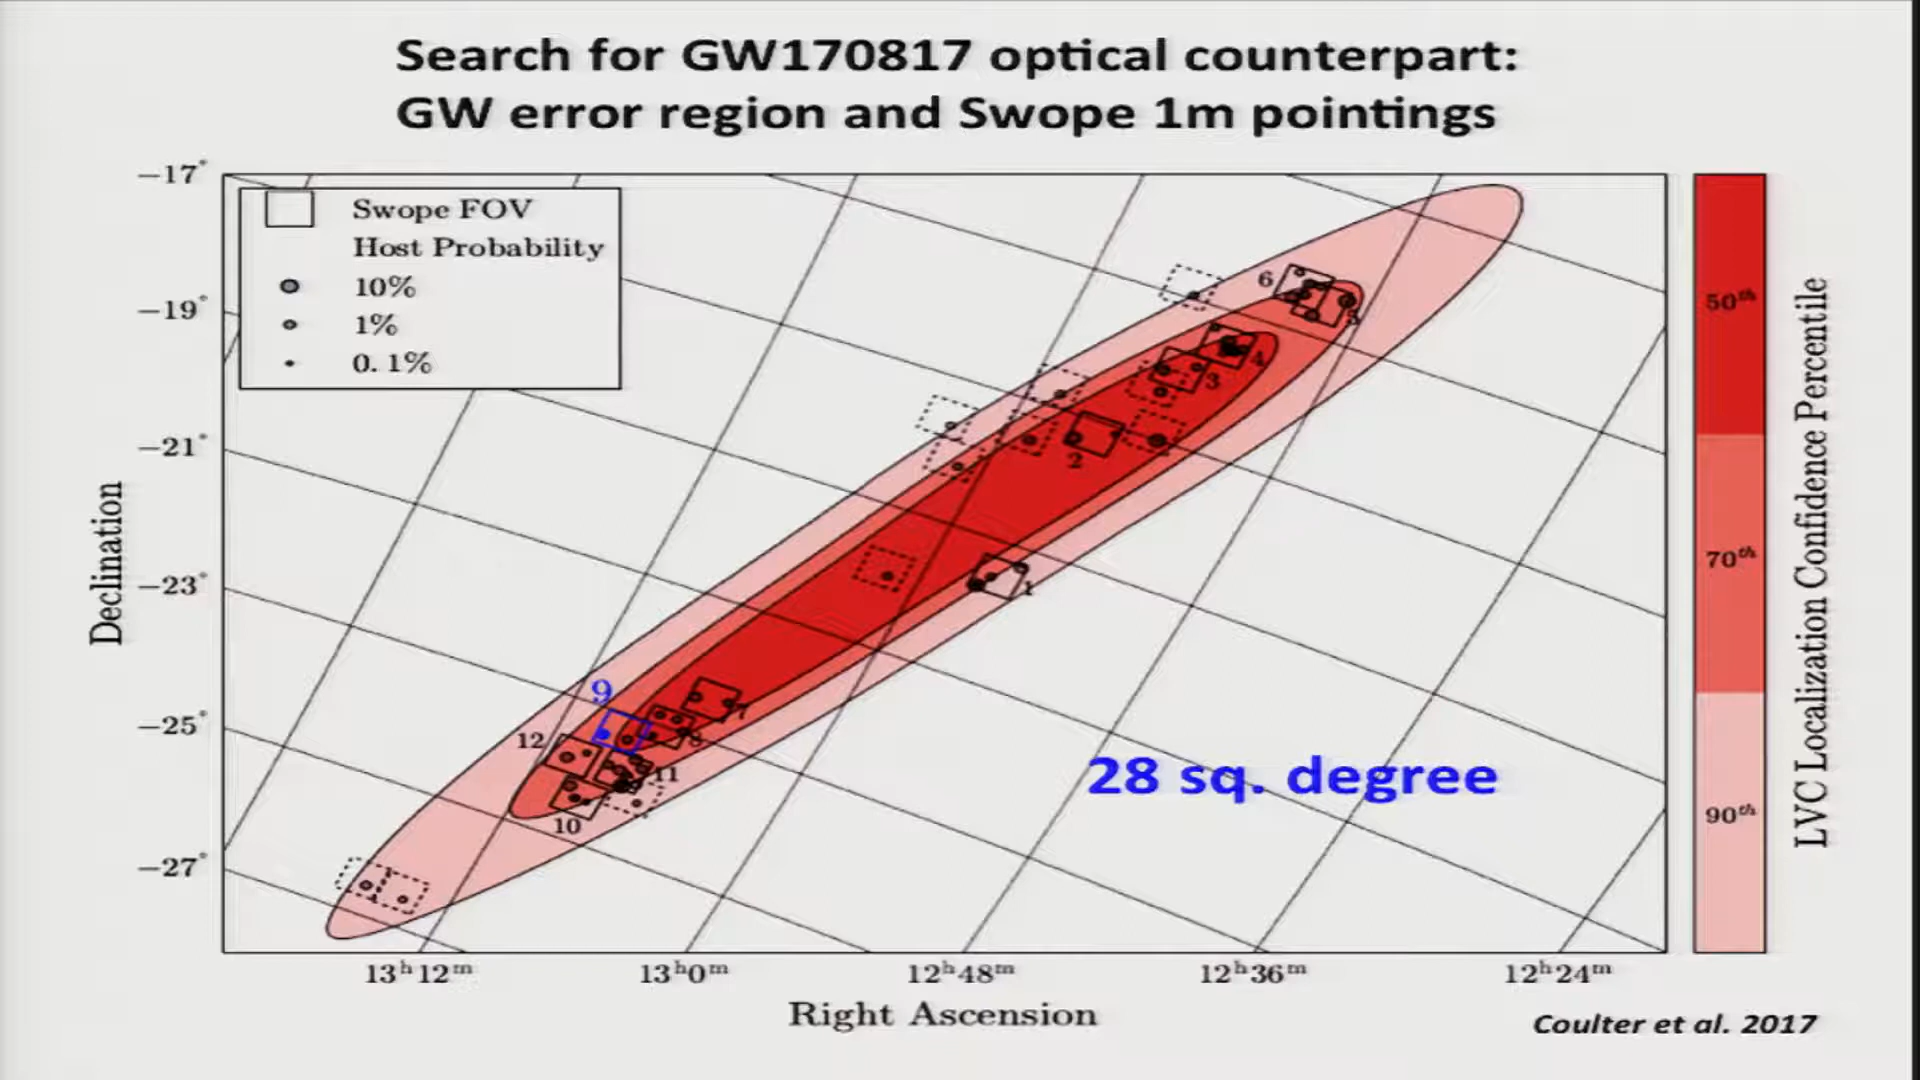 Search for GW170817 optical counterpart:
GW error region and Swope 1m pointings
Swope FOV
Host Probability
10%
1%
0.1%
−17°
−19°
−21°
−23°
−25°
−27°
Declination
6
5
4
3
2
1
9
7
8
12
11
10
28 sq. degree
50th
70th
90th
LVC Localization Confidence Percentile
13h12m
13h0m
12h48m
12h36m
12h24m
Right Ascension
Coulter et al. 2017